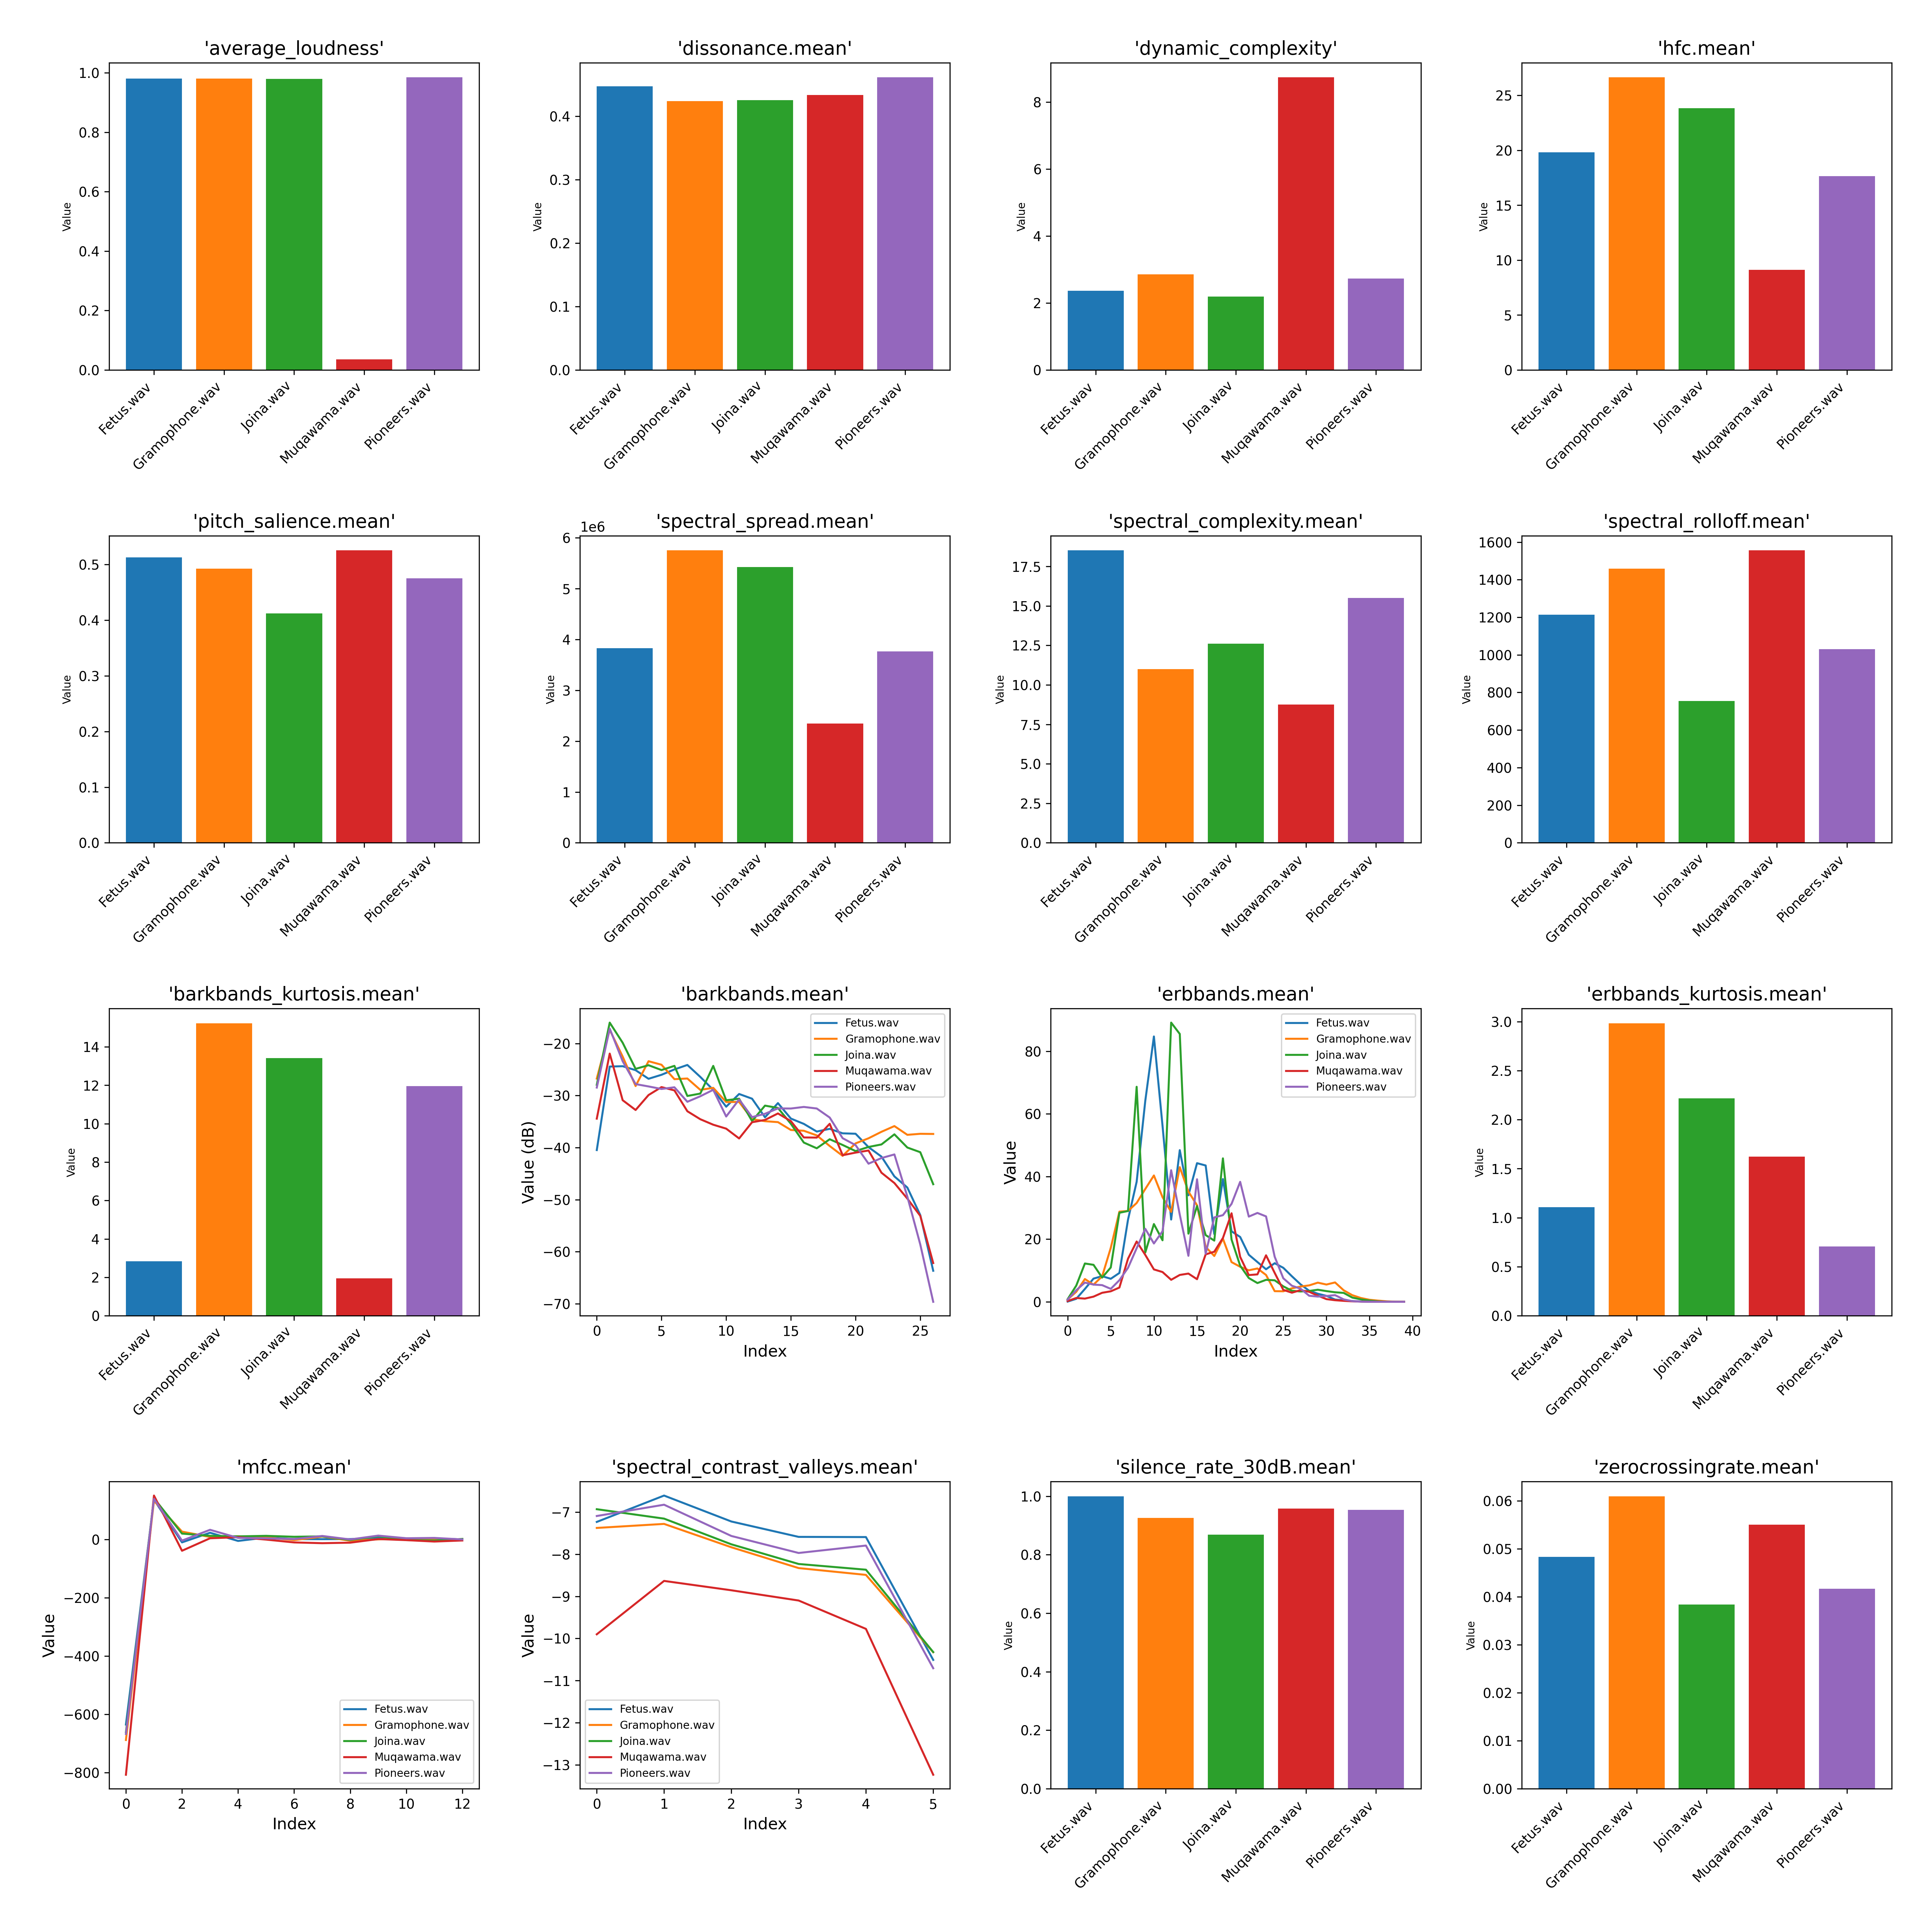 'average_loudness'
Value
1.0
0.8
0.6
0.4
0.2
0.0
Fetus.wav
Gramophone.wav
Joina.wav
Muqawama.wav
Pioneers.wav
'dissonance.mean'
Value
0.4
0.3
0.2
0.1
0.0
Fetus.wav
Gramophone.wav
Joina.wav
Muqawama.wav
Pioneers.wav
'dynamic_complexity'
Value
8
6
4
2
0
Fetus.wav
Gramophone.wav
Joina.wav
Muqawama.wav
Pioneers.wav
'hfc.mean'
Value
25
20
15
10
5
0
Fetus.wav
Gramophone.wav
Joina.wav
Muqawama.wav
Pioneers.wav
'pitch_salience.mean'
Value
0.5
0.4
0.3
0.2
0.1
0.0
Fetus.wav
Gramophone.wav
Joina.wav
Muqawama.wav
Pioneers.wav
'spectral_spread.mean'
1e6
Value
6
5
4
3
2
1
0
Fetus.wav
Gramophone.wav
Joina.wav
Muqawama.wav
Pioneers.wav
'spectral_complexity.mean'
Value
17.5
15.0
12.5
10.0
7.5
5.0
2.5
0.0
Fetus.wav
Gramophone.wav
Joina.wav
Muqawama.wav
Pioneers.wav
'spectral_rolloff.mean'
Value
1600
1400
1200
1000
800
600
400
200
0
Fetus.wav
Gramophone.wav
Joina.wav
Muqawama.wav
Pioneers.wav
'barkbands_kurtosis.mean'
Value
14
12
10
8
6
4
2
0
Fetus.wav
Gramophone.wav
Joina.wav
Muqawama.wav
Pioneers.wav
'barkbands.mean'
Value (dB)
−20
−30
−40
−50
−60
−70
Fetus.wav
Gramophone.wav
Joina.wav
Muqawama.wav
Pioneers.wav
0 5 10 15 20 25
Index
'erbbands.mean'
Value
80
60
40
20
0
Fetus.wav
Gramophone.wav
Joina.wav
Muqawama.wav
Pioneers.wav
0 5 10 15 20 25 30 35 40
Index
'erbbands_kurtosis.mean'
Value
3.0
2.5
2.0
1.5
1.0
0.5
0.0
Fetus.wav
Gramophone.wav
Joina.wav
Muqawama.wav
Pioneers.wav
'mfcc.mean'
Value
0
−200
−400
−600
−800
Fetus.wav
Gramophone.wav
Joina.wav
Muqawama.wav
Pioneers.wav
0 2 4 6 8 10 12
Index
'spectral_contrast_valleys.mean'
Value
−7
−8
−9
−10
−11
−12
−13
Fetus.wav
Gramophone.wav
Joina.wav
Muqawama.wav
Pioneers.wav
0 1 2 3 4 5
Index
'silence_rate_30dB.mean'
Value
1.0
0.8
0.6
0.4
0.2
0.0
Fetus.wav
Gramophone.wav
Joina.wav
Muqawama.wav
Pioneers.wav
'zerocrossingrate.mean'
Value
0.06
0.05
0.04
0.03
0.02
0.01
0.00
Fetus.wav
Gramophone.wav
Joina.wav
Muqawama.wav
Pioneers.wav